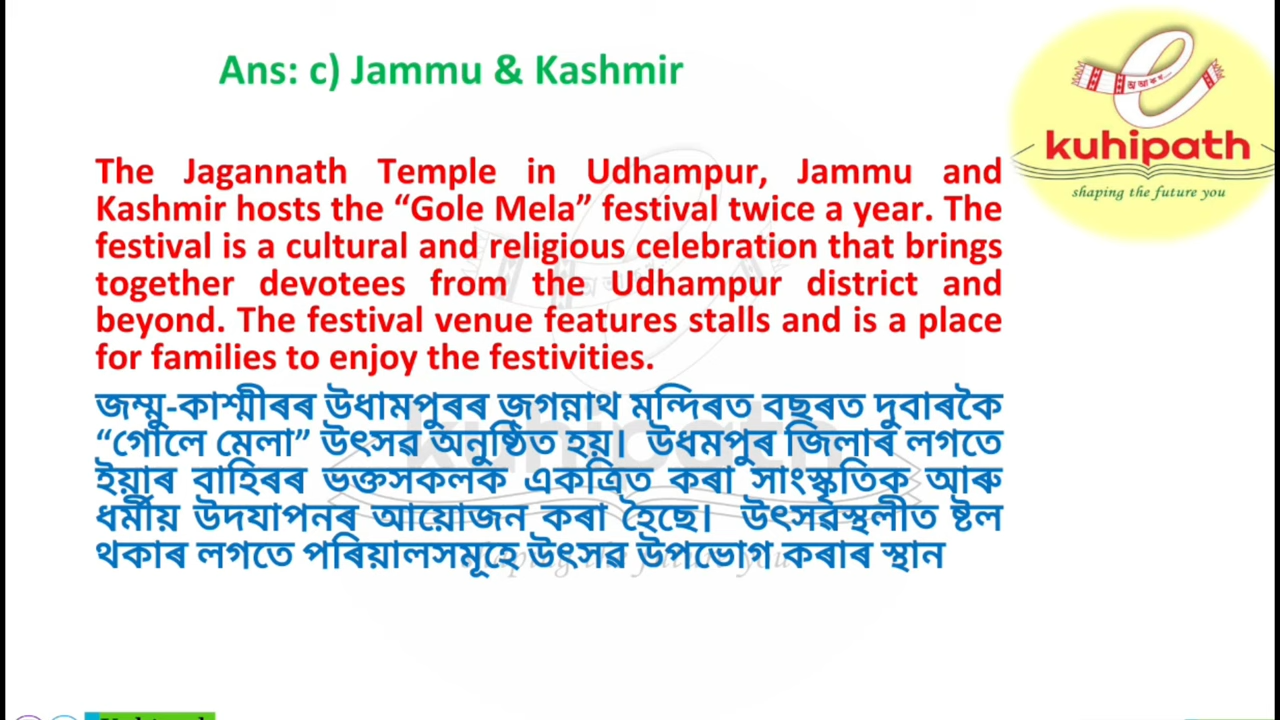 Ans: c) Jammu & Kashmir
kuhipath
shaping the future you
The Jagannath Temple in Udhampur, Jammu and
Kashmir hosts the “Gole Mela” festival twice a year. The
festival is a cultural and religious celebration that brings
together devotees from the Udhampur district and
beyond. The festival venue features stalls and is a place
for families to enjoy the festivities.
জম্মু-কাশ্মীৰৰ উধামপুৰৰ জগন্নাথ মন্দিৰত বছৰত দুবাৰকৈ
“গোলে মেলা” উৎসৱ অনুষ্ঠিত হয়। উধমপুৰ জিলাৰ লগতে
ইয়াৰ বাহিৰৰ ভক্তসকলক একত্ৰিত কৰা সাংস্কৃতিক আৰু
ধৰ্মীয় উদযাপনৰ আয়োজন কৰা হৈছে। উৎসৱস্থলীত ষ্টল
থকাৰ লগতে পৰিয়ালসমূহে উৎসৱ উপভোগ কৰাৰ স্থান